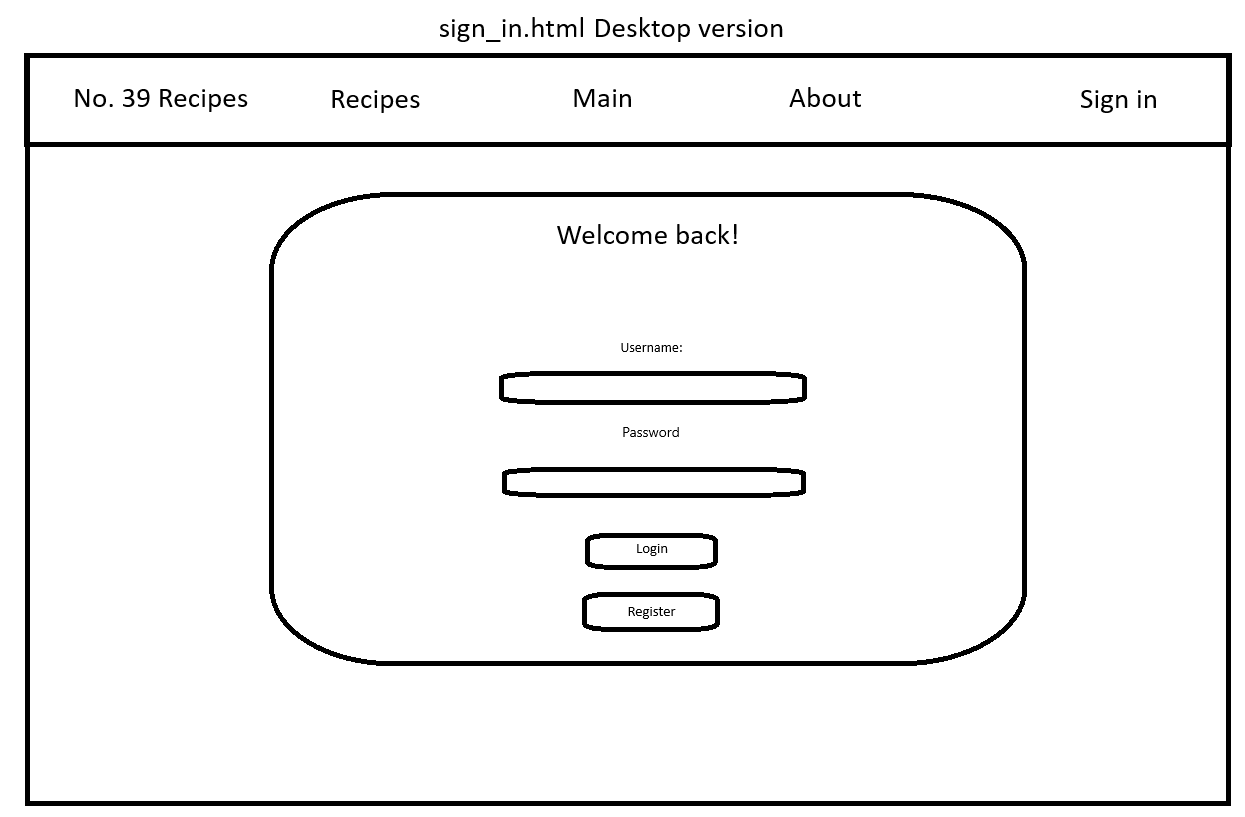 sign_in.html Desktop version
No. 39 Recipes Recipes Main About Sign in
Welcome back!
Username:
Password
Login
Register